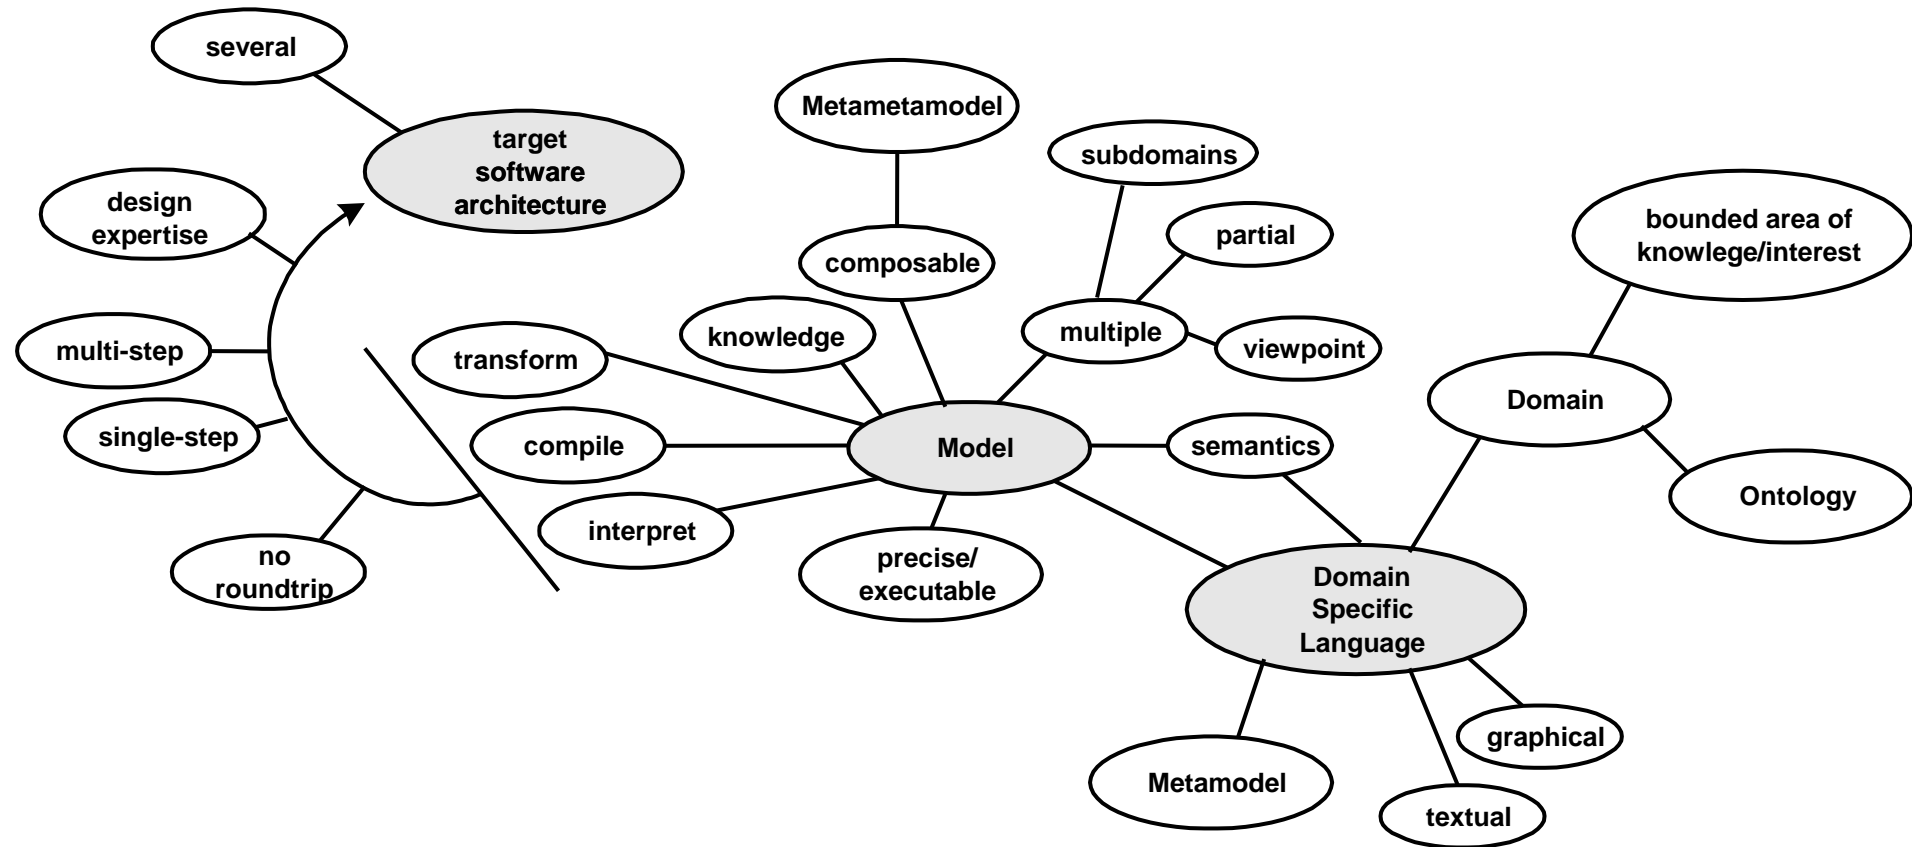 several
target
software
architecture
Metametamodel
subdomains
design
expertise
partial
bounded area of
knowlege/interest
composable
multiple
knowledge
viewpoint
multi-step
transform
Domain
single-step
compile
Model
semantics
Ontology
interpret
no
roundtrip
precise/
executable
Domain
Specific
Language
graphical
Metamodel
textual